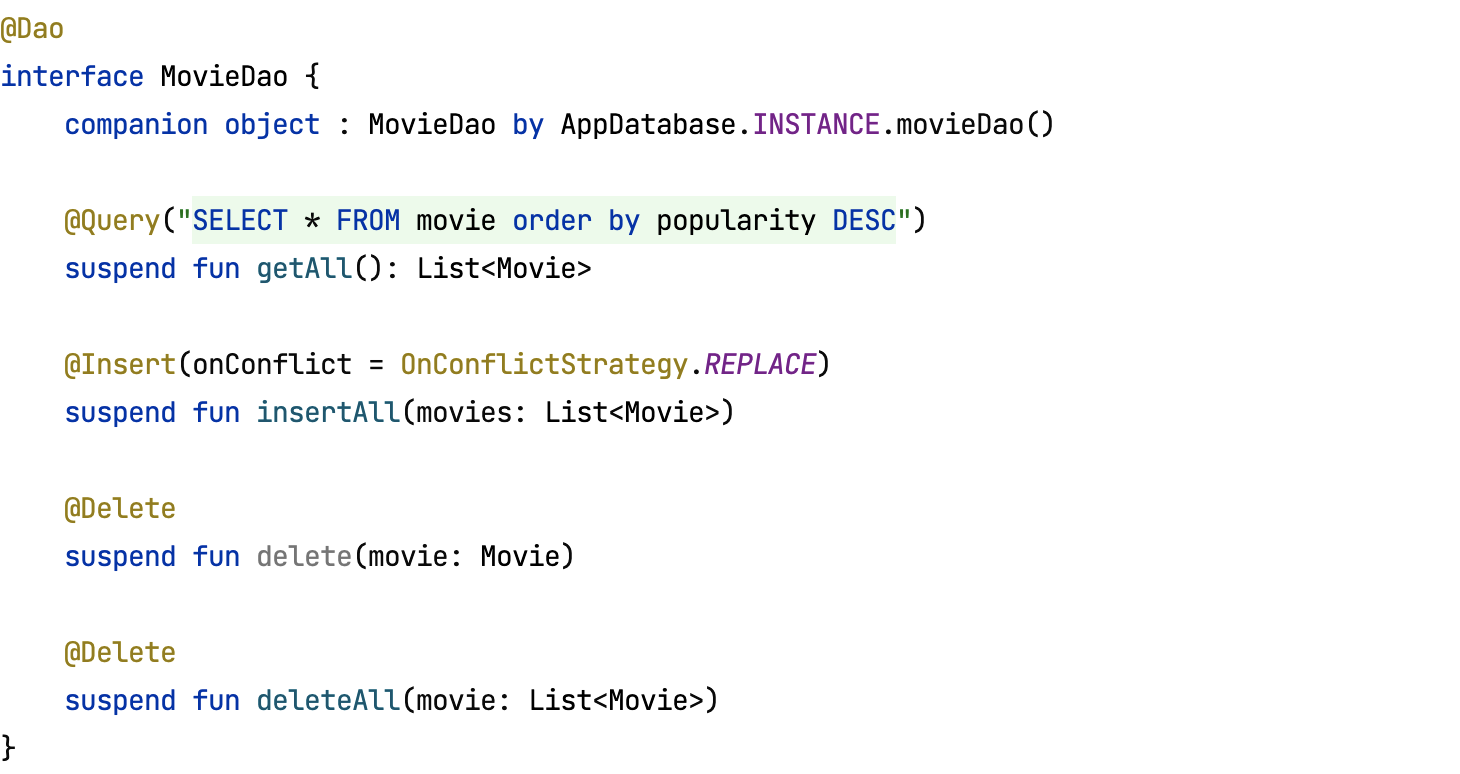 @Dao
interface MovieDao {
    companion object : MovieDao by AppDatabase.INSTANCE.movieDao()

    @Query("SELECT * FROM movie order by popularity DESC")
    suspend fun getAll(): List<Movie>

    @Insert(onConflict = OnConflictStrategy.REPLACE)
    suspend fun insertAll(movies: List<Movie>)

    @Delete
    suspend fun delete(movie: Movie)

    @Delete
    suspend fun deleteAll(movie: List<Movie>)
}